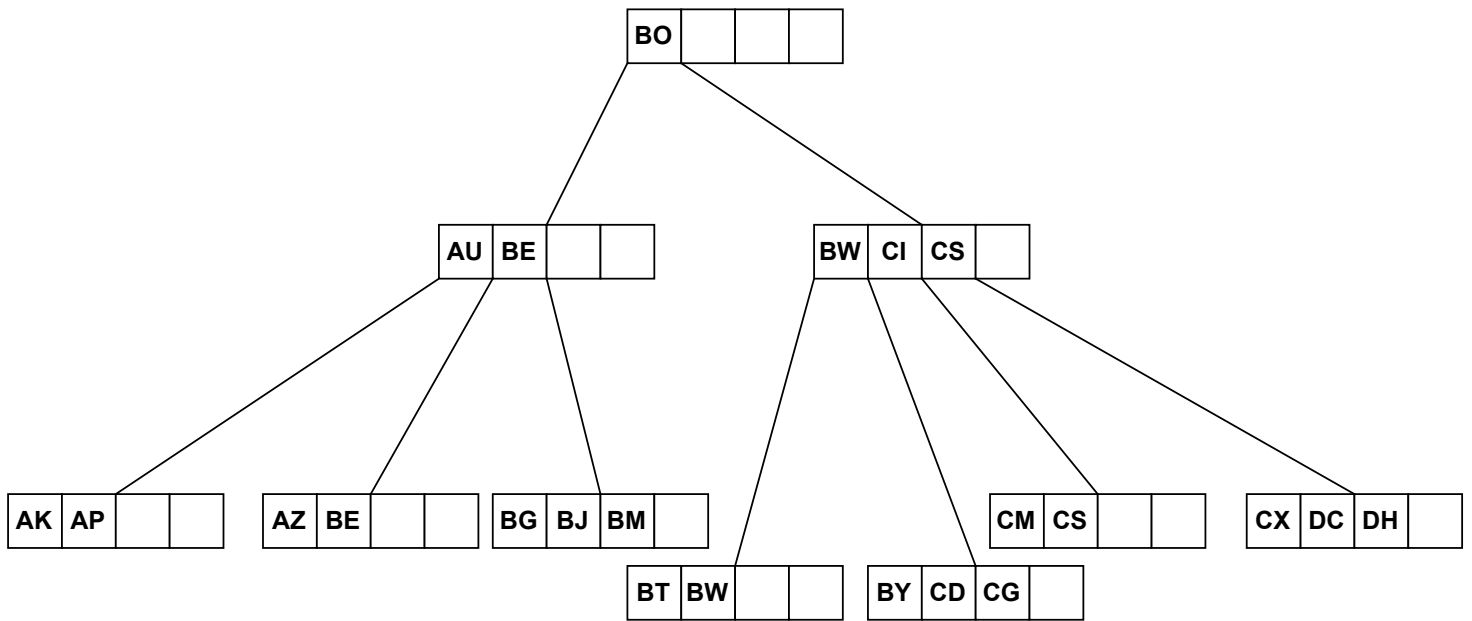 BO
AU BE
BW CI CS
AK AP
AZ BE
BG BJ BM
CM CS
CX DC DH
BT BW
BY CD CG